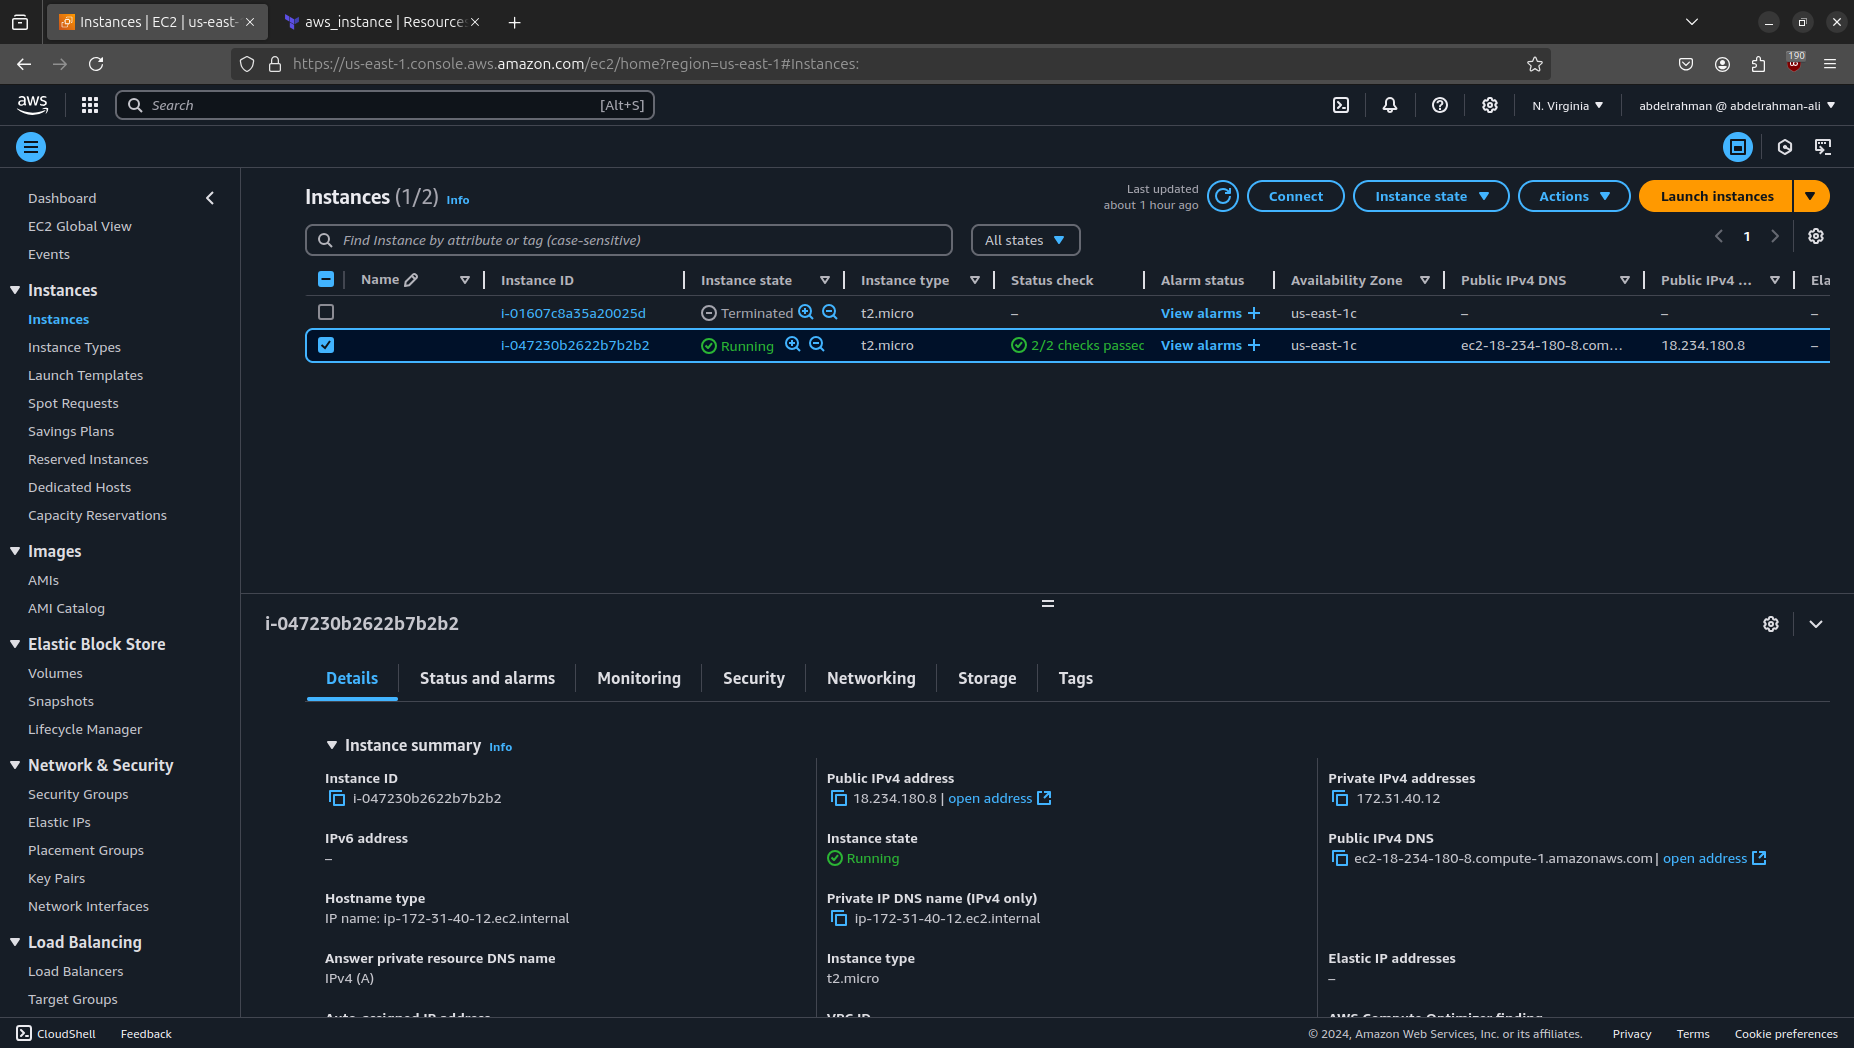 Instances | EC2 | us-east-
aws_instance | Resources
https://us-east-1.console.aws.amazon.com/ec2/home?region=us-east-1#Instances:
190
aws
Search
[Alt+S]
N. Virginia
abdelrahman @ abdelrahman-ali
Dashboard
EC2 Global View
Events
Instances
Instances
Instance Types
Launch Templates
Spot Requests
Savings Plans
Reserved Instances
Dedicated Hosts
Capacity Reservations
Images
AMIs
AMI Catalog
Elastic Block Store
Volumes
Snapshots
Lifecycle Manager
Network & Security
Security Groups
Elastic IPs
Placement Groups
Key Pairs
Network Interfaces
Load Balancing
Load Balancers
Target Groups
Instances (1/2) Info
Last updated
about 1 hour ago
Connect
Instance state
Actions
Launch instances
Find Instance by attribute or tag (case-sensitive)
All states
1
Name Instance ID Instance state Instance type Status check Alarm status Availability Zone Public IPv4 DNS Public IPv4 ... Ela
i-01607c8a35a20025d Terminated t2.micro – View alarms + us-east-1c – – –
i-047230b2622b7b2b2 Running t2.micro 2/2 checks passec View alarms + us-east-1c ec2-18-234-180-8.com... 18.234.180.8 –
i-047230b2622b7b2b2
Details Status and alarms Monitoring Security Networking Storage Tags
Instance summary Info
Instance ID
i-047230b2622b7b2b2
Public IPv4 address
18.234.180.8 | open address
Private IPv4 addresses
172.31.40.12
IPv6 address
–
Instance state
Running
Public IPv4 DNS
ec2-18-234-180-8.compute-1.amazonaws.com | open address
Hostname type
IP name: ip-172-31-40-12.ec2.internal
Private IP DNS name (IPv4 only)
ip-172-31-40-12.ec2.internal
Answer private resource DNS name
IPv4 (A)
Instance type
t2.micro
Elastic IP addresses
–
Auto-assigned IP address
VPC ID
AWS Compute Optimizer finding
CloudShell
Feedback
© 2024, Amazon Web Services, Inc. or its affiliates.
Privacy
Terms
Cookie preferences